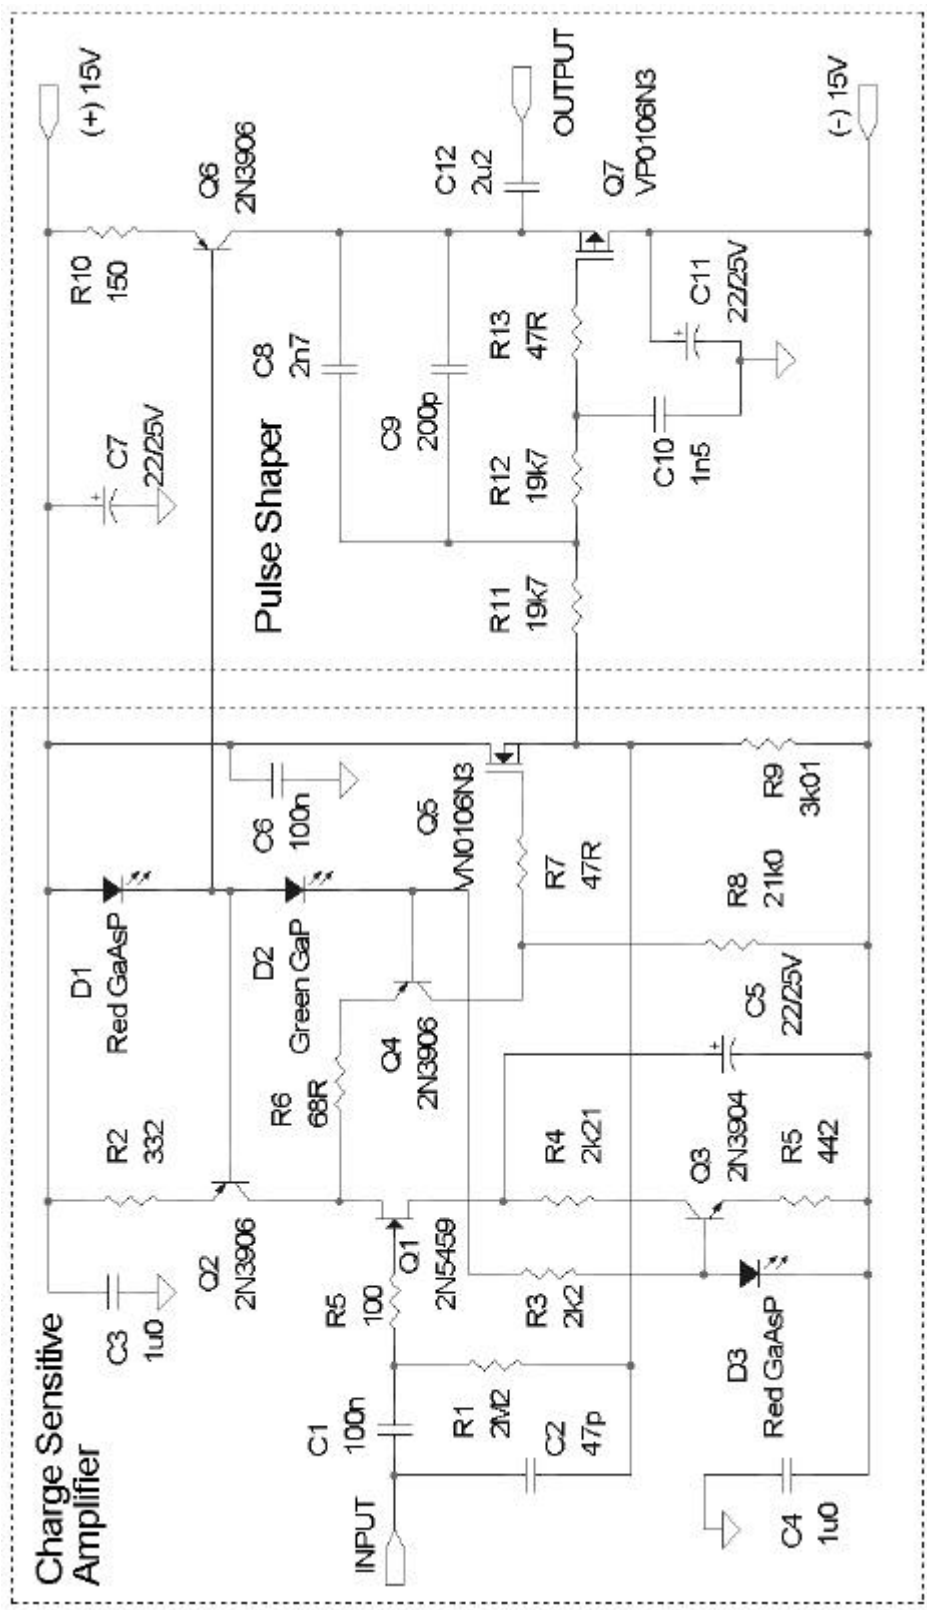 Charge Sensitive
Amplifier
Pulse Shaper
(+) 15V
C3
1u0
R2
332
D1
Red GaAsP
C7
22/25V
R10
150
Q6
2N3906
Q2
2N3906
R6
68R
D2
Green GaP
C6
100n
C8
2n7
C9
200p
C12
2u2
OUTPUT
INPUT
C1
100n
R5
100
Q1
2N5459
Q4
2N3906
Q5
VN0106N3
R11
19k7
R12
19k7
R13
47R
Q7
VP0106N3
R1
2M2
C2
47p
R3
2k2
R4
2k21
R7
47R
C10
1n5
C11
22/25V
Q3
2N3904
C5
22/25V
R8
21k0
R9
3k01
D3
Red GaAsP
R5
442
C4
1u0
(-) 15V